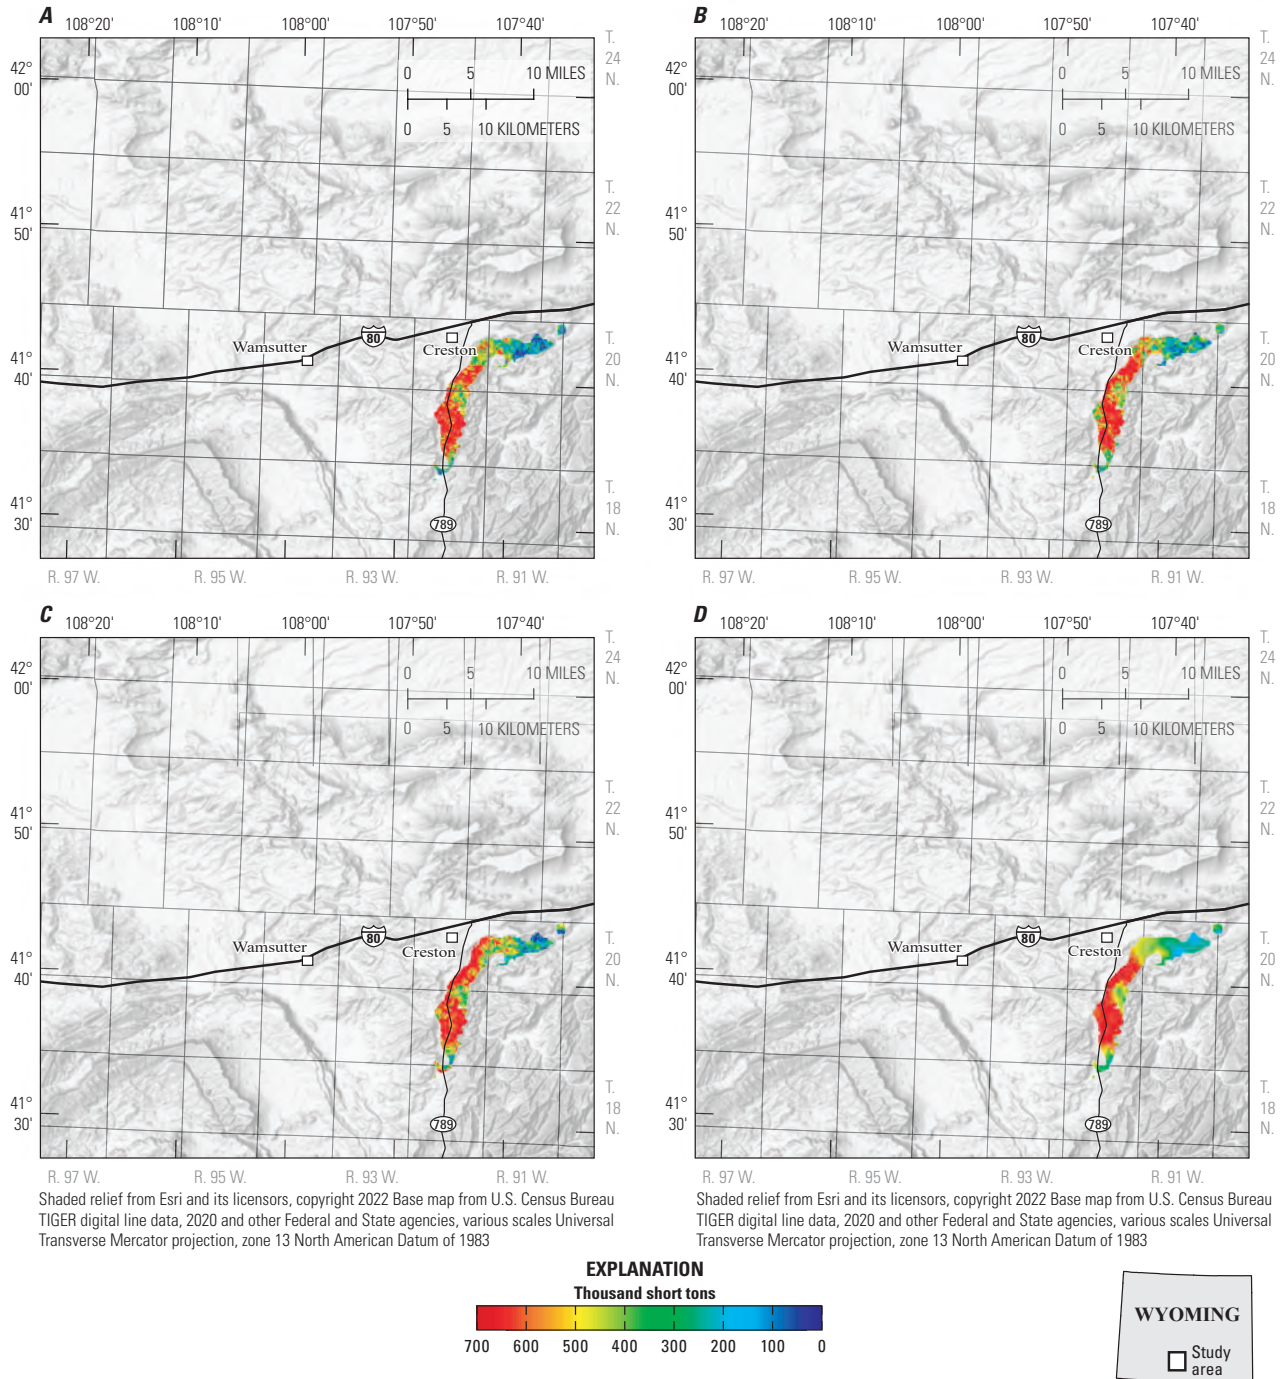 A
108°20' 108°10' 108°00' 107°50' 107°40'
T. 24 N.
42° 00'
0 5 10 MILES
0 5 10 KILOMETERS
T. 22 N.
41° 50'
Wamsutter
80
Creston
T. 20 N.
41° 40'
T. 18 N.
41° 30'
789
R. 97 W. R. 95 W. R. 93 W. R. 91 W.
B
108°20' 108°10' 108°00' 107°50' 107°40'
T. 24 N.
42° 00'
0 5 10 MILES
0 5 10 KILOMETERS
T. 22 N.
41° 50'
Wamsutter
80
Creston
T. 20 N.
41° 40'
T. 18 N.
41° 30'
789
R. 97 W. R. 95 W. R. 93 W. R. 91 W.
C
108°20' 108°10' 108°00' 107°50' 107°40'
T. 24 N.
42° 00'
0 5 10 MILES
0 5 10 KILOMETERS
T. 22 N.
41° 50'
Wamsutter
80
Creston
T. 20 N.
41° 40'
T. 18 N.
41° 30'
789
R. 97 W. R. 95 W. R. 93 W. R. 91 W.
Shaded relief from Esri and its licensors, copyright 2022 Base map from U.S. Census Bureau
TIGER digital line data, 2020 and other Federal and State agencies, various scales Universal
Transverse Mercator projection, zone 13 North American Datum of 1983
D
108°20' 108°10' 108°00' 107°50' 107°40'
T. 24 N.
42° 00'
0 5 10 MILES
0 5 10 KILOMETERS
T. 22 N.
41° 50'
Wamsutter
80
Creston
T. 20 N.
41° 40'
T. 18 N.
41° 30'
789
R. 97 W. R. 95 W. R. 93 W. R. 91 W.
Shaded relief from Esri and its licensors, copyright 2022 Base map from U.S. Census Bureau
TIGER digital line data, 2020 and other Federal and State agencies, various scales Universal
Transverse Mercator projection, zone 13 North American Datum of 1983
EXPLANATION
Thousand short tons
700 600 500 400 300 200 100 0
WYOMING
Study
area